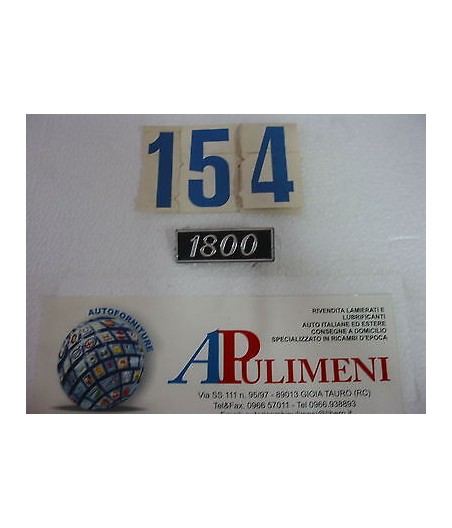 154
1800
AUTOFORNITURE
RIVENDITA LAMIERATI E
LUBRIFICANTI
AUTO ITALIANE ED ESTERE
CONSEGNE A DOMICILIO
SPECIALIZZATO IN RICAMBI D'EPOCA
APULIMENI
Via SS 111 n. 95/97 - 89013 GIOIA TAURO (RC)
Tel&Fax: 0966 57011 - Tel 0966.938893